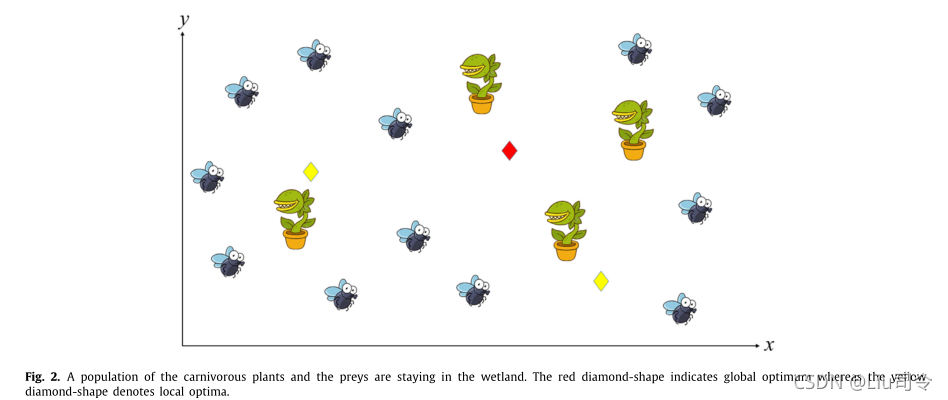 y
x
Fig. 2. A population of the carnivorous plants and the preys are staying in the wetland. The red diamond-shape indicates global optimum whereas the yellow
diamond-shape denotes local optima.
CSDN @Liu司令